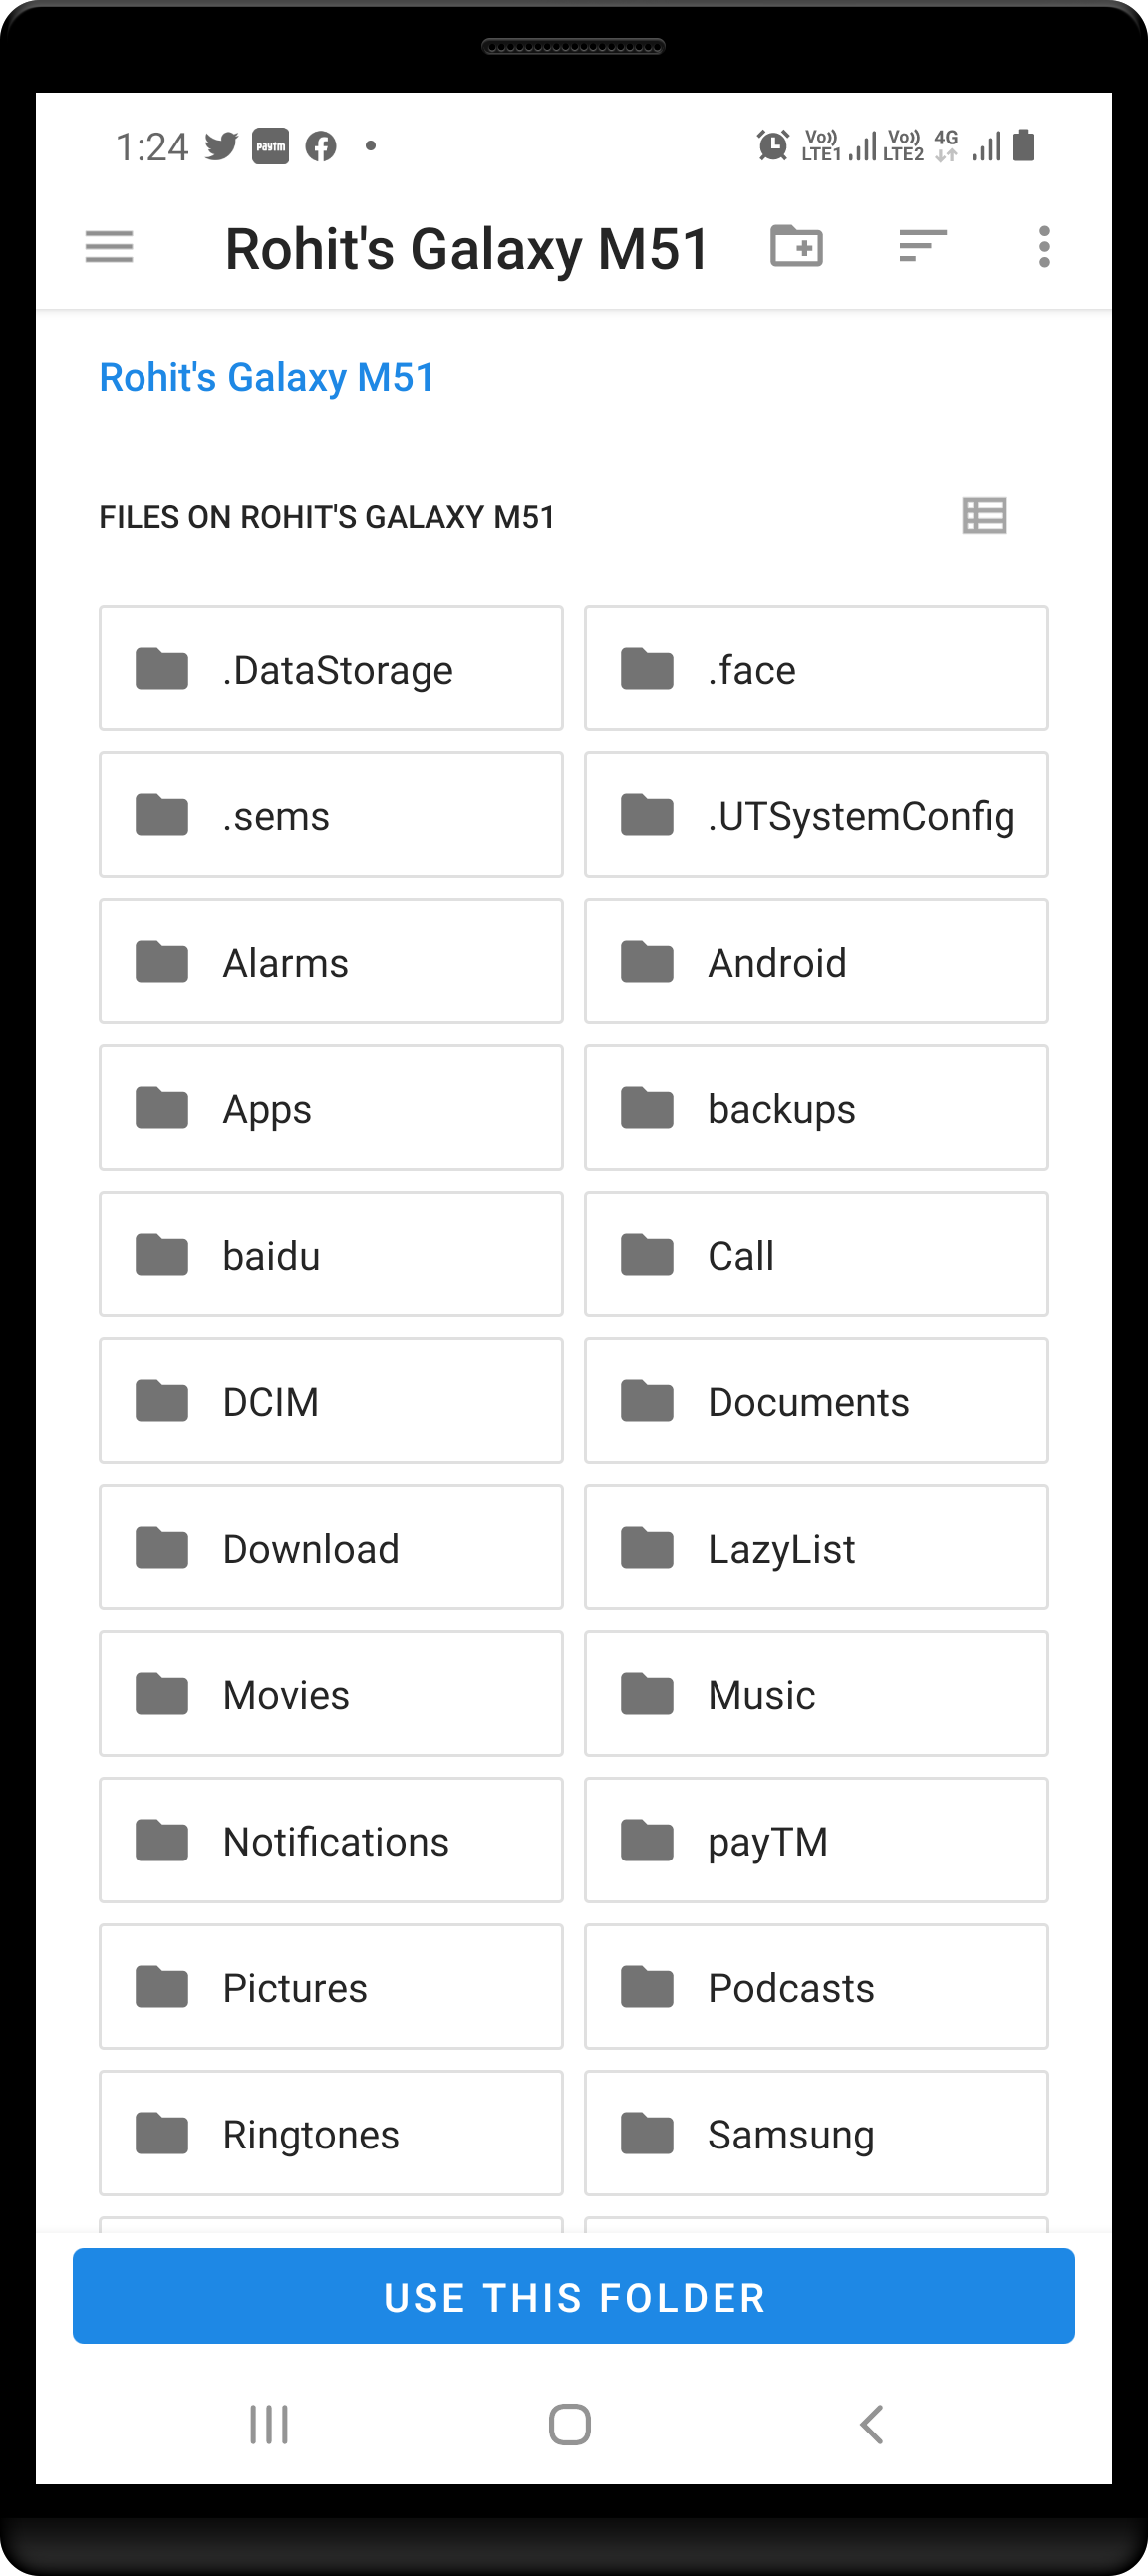 1:24 paytm Vo)) LTE1 Vo)) LTE2 4G
Rohit's Galaxy M51
Rohit's Galaxy M51
FILES ON ROHIT'S GALAXY M51
.DataStorage .face
.sems .UTSystemConfig
Alarms Android
Apps backups
baidu Call
DCIM Documents
Download LazyList
Movies Music
Notifications payTM
Pictures Podcasts
Ringtones Samsung
USE THIS FOLDER